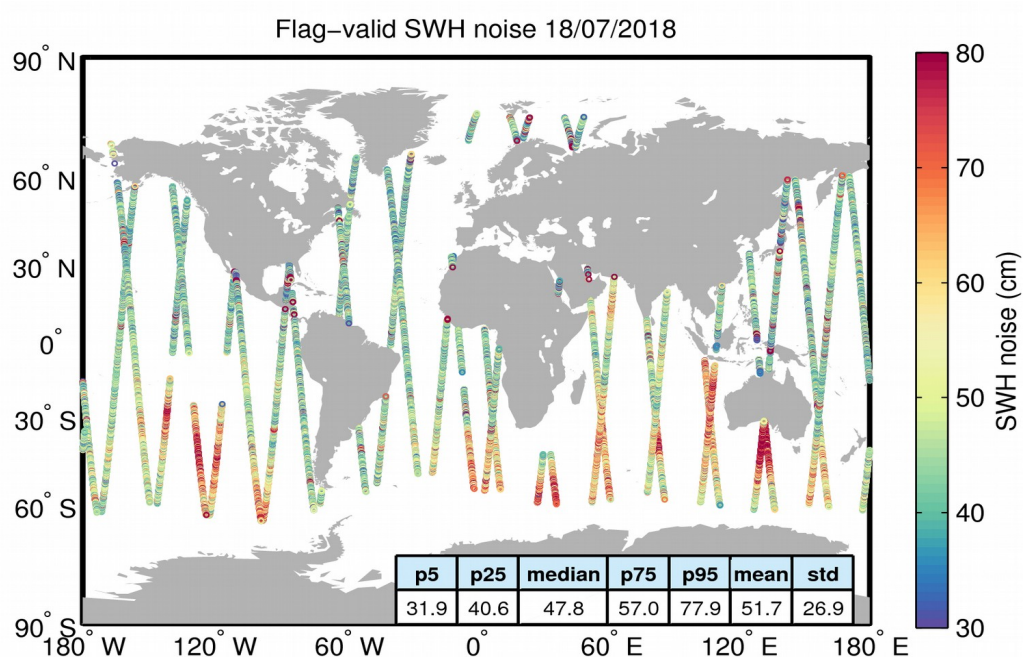 Flag–valid SWH noise 18/07/2018
90° N
60° N
30° N
0°
30° S
60° S
90° S
180° W
120° W
60° W
0°
60° E
120° E
180° E
80
70
60
50
40
30
SWH noise (cm)
p5 p25 median p75 p95 mean std
31.9 40.6 47.8 57.0 77.9 51.7 26.9